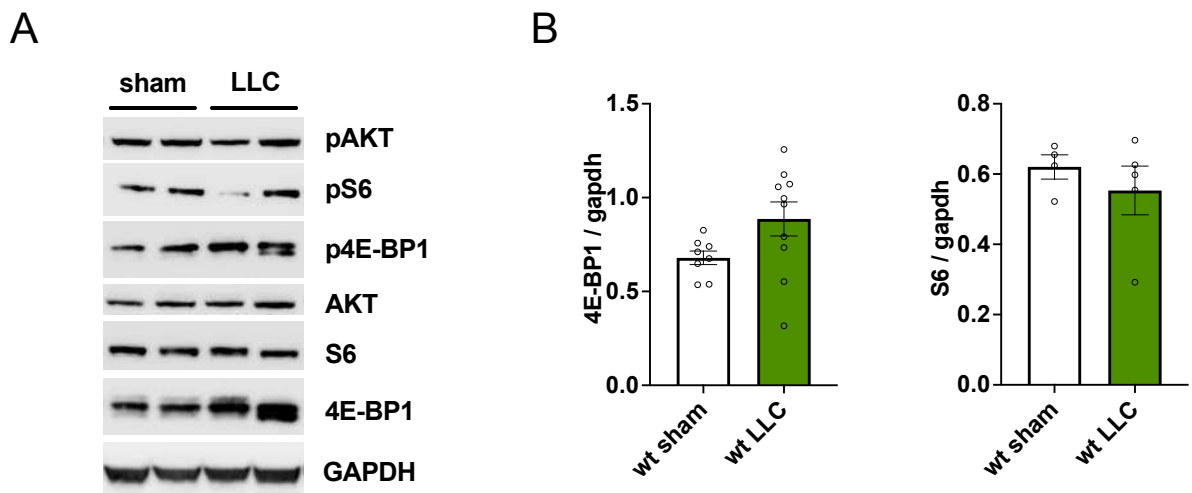 A
sham LLC
pAKT
pS6
p4E-BP1
AKT
S6
4E-BP1
GAPDH
B
4E-BP1 / gapdh
1.5
1.0
0.5
0.0
wt sham
wt LLC
S6 / gapdh
0.8
0.6
0.4
0.2
0.0
wt sham
wt LLC